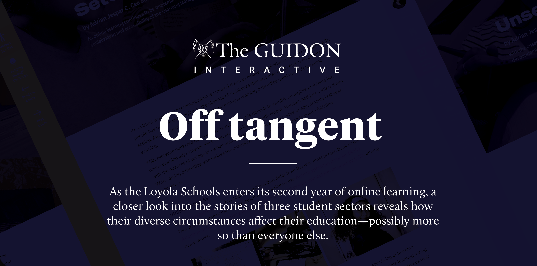 The GUIDON
INTERACTIVE
Off tangent
As the Loyola Schools enters its second year of online learning, a
closer look into the stories of three student sectors reveals how
their diverse circumstances affect their education—possibly more
so than everyone else.